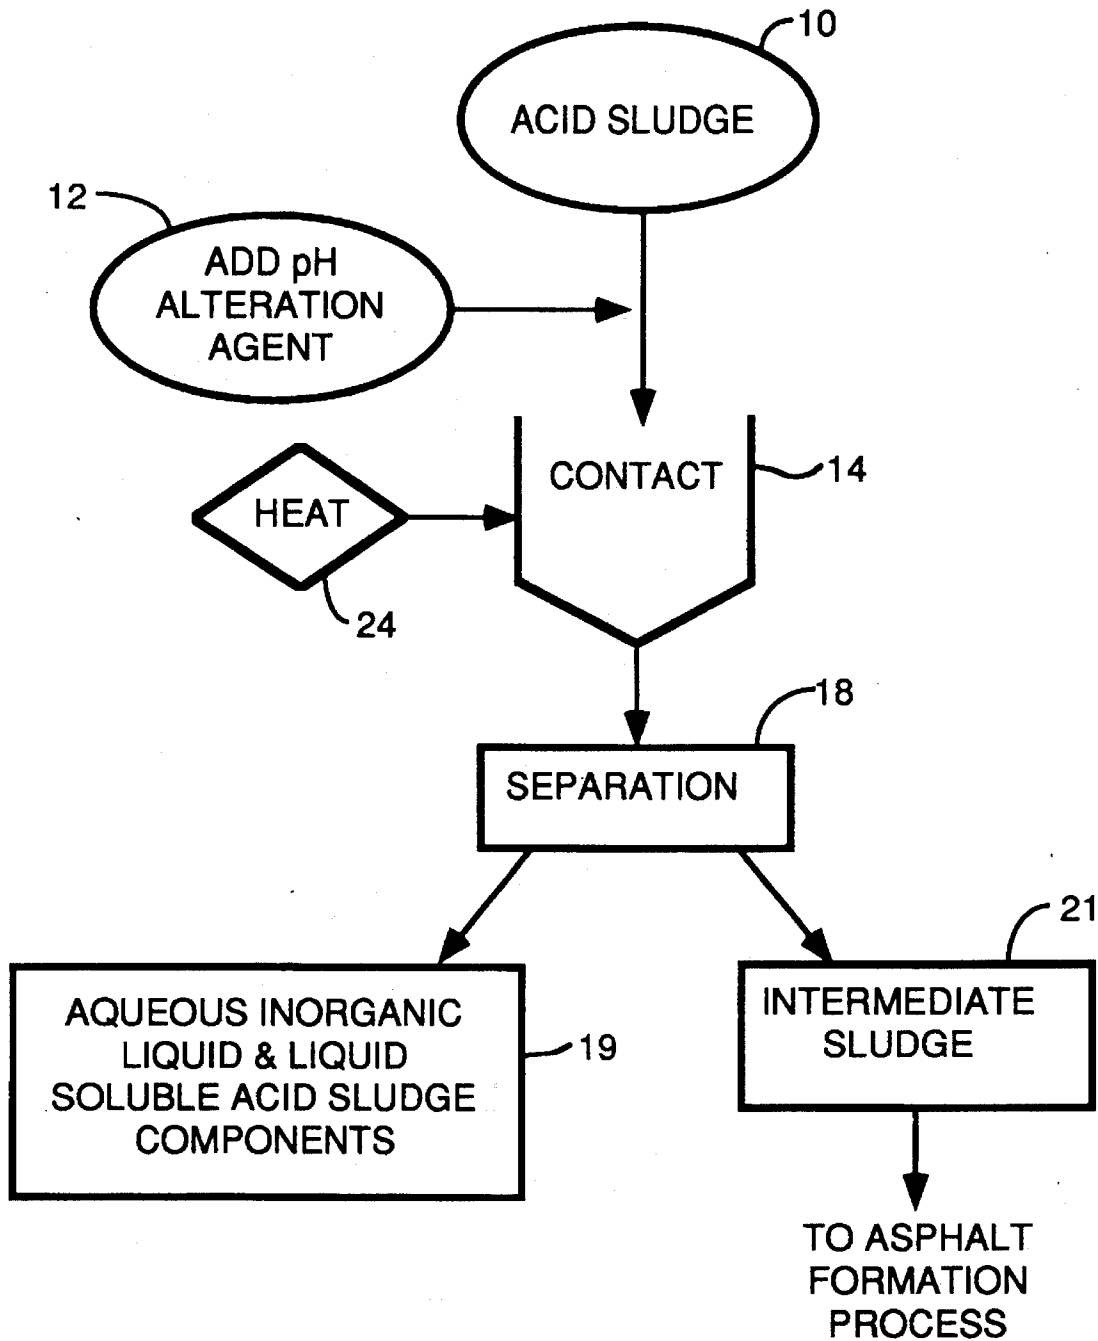 10
ACID SLUDGE
12
ADD pH
ALTERATION
AGENT
CONTACT
14
HEAT
24
18
SEPARATION
21
INTERMEDIATE
SLUDGE
AQUEOUS INORGANIC
LIQUID & LIQUID
SOLUBLE ACID SLUDGE
COMPONENTS
19
TO ASPHALT
FORMATION
PROCESS